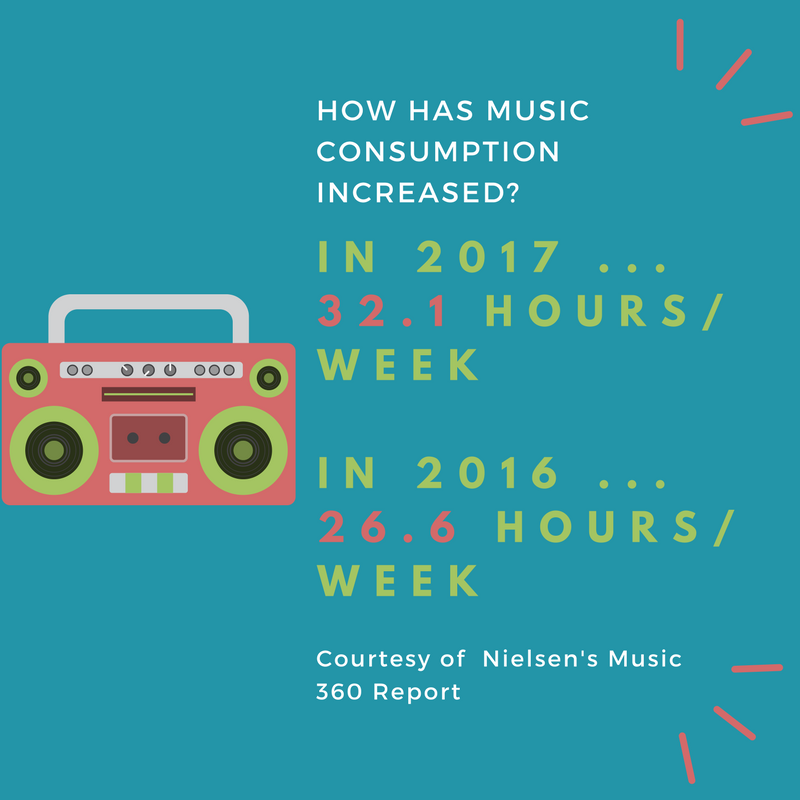 HOW HAS MUSIC
CONSUMPTION
INCREASED?
IN 2017 ...
32.1 HOURS/
WEEK
IN 2016 ...
26.6 HOURS/
WEEK
Courtesy of  Nielsen's Music
360 Report